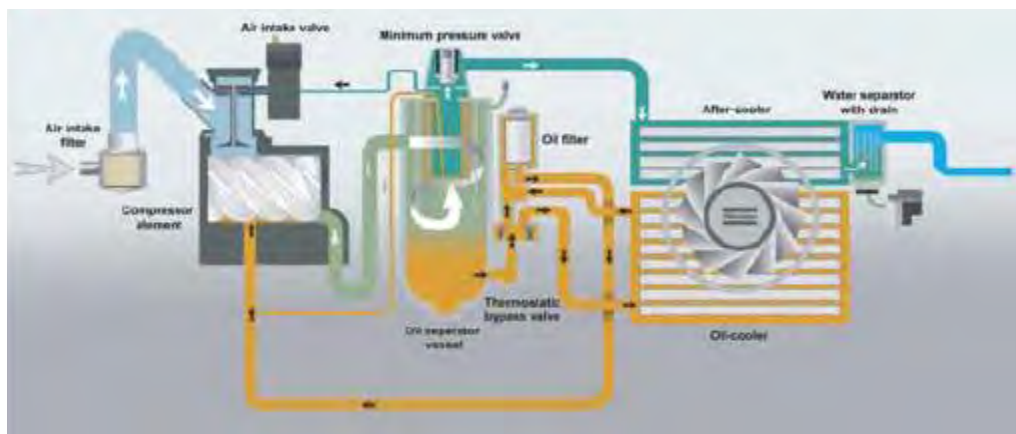 Air intake valve
Minimum pressure valve
Air intake
filter
Compressor
element
Oil filter
After-cooler
Water separator
with drain
Thermostatic
bypass valve
Oil separator
vessel
Oil-cooler